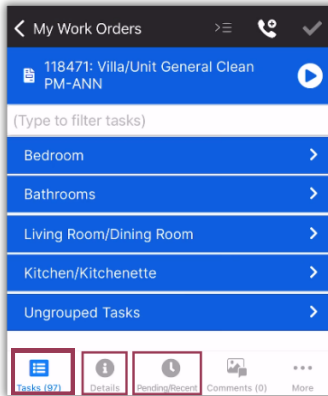 My Work Orders
118471: Villa/Unit General Clean
PM-ANN
(Type to filter tasks)
Bedroom
Bathrooms
Living Room/Dining Room
Kitchen/Kitchenette
Ungrouped Tasks
Tasks (97) Details Pending/Recent Comments (0) More